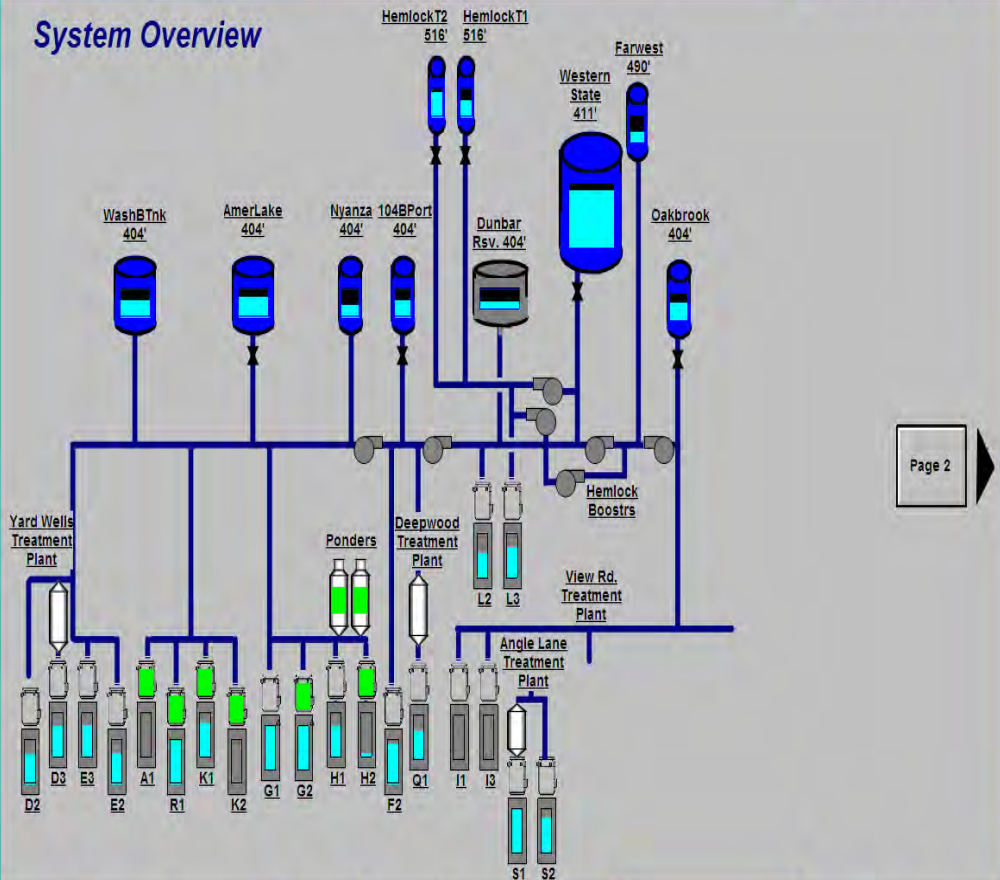 System Overview
HemlockT2
516'
HemlockT1
516'
Farwest
490'
Western
State
411'
WashBTnk
404'
AmerLake
404'
Nyanza
404'
104BPort
404'
Dunbar
Rsv. 404'
Oakbrook
404'
Page 2
Hemlock
Boostrs
Yard Wells
Treatment
Plant
Ponders
Deepwood
Treatment
Plant
L2
L3
View Rd.
Treatment
Plant
Angle Lane
Treatment
Plant
D2
D3
E3
E2
A1
R1
K1
K2
G1
G2
H1
H2
F2
Q1
I1
I3
S1
S2